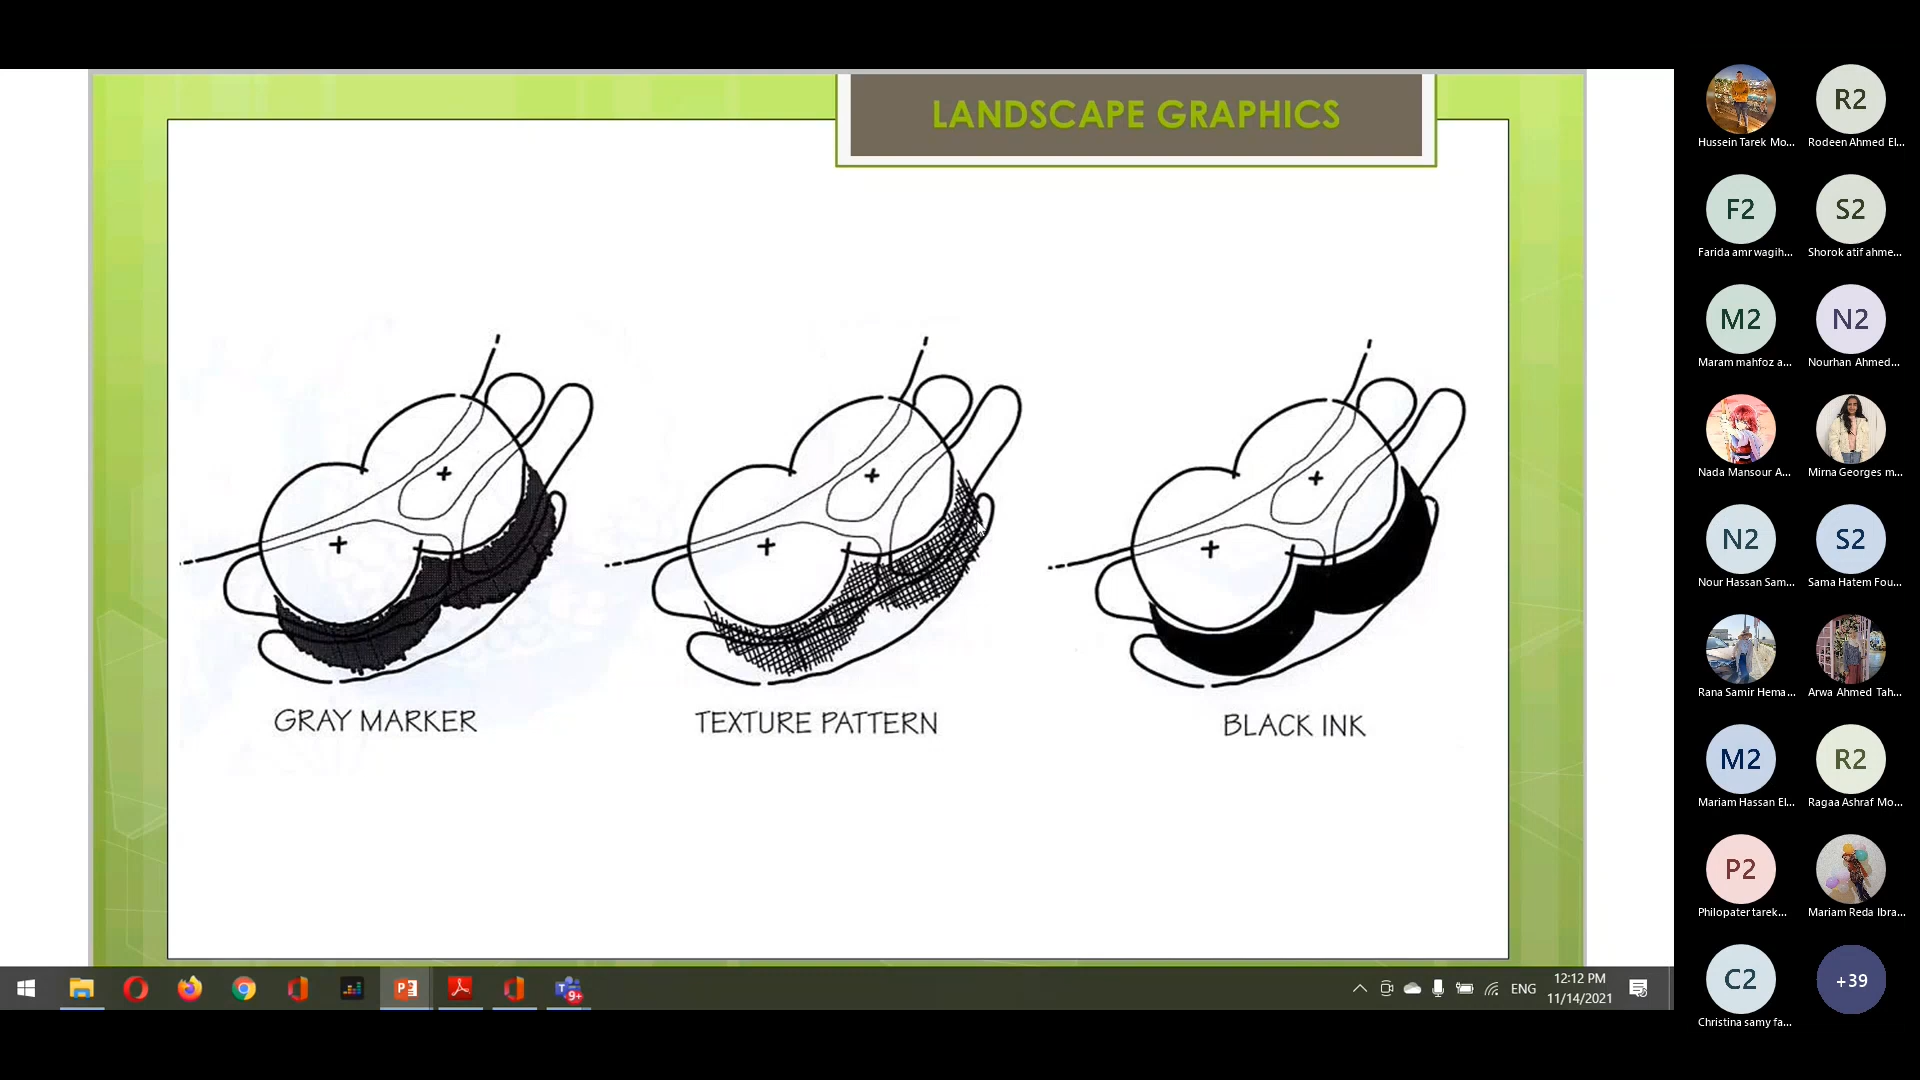 LANDSCAPE GRAPHICS
GRAY MARKER
TEXTURE PATTERN
BLACK INK
Hussein Tarek Mo...
R2
Rodeen Ahmed El...
F2
Farida amr wagih...
S2
Shorok atif ahme...
M2
Maram mahfoz a...
N2
Nourhan Ahmed...
Nada Mansour A...
Mirna Georges m...
N2
Nour Hassan Sam...
S2
Sama Hatem Fou...
Rana Samir Hema...
Arwa Ahmed Tah...
M2
Mariam Hassan El...
R2
Ragaa Ashraf Mo...
P2
Philopater tarek...
Mariam Reda Ibra...
C2
Christina samy fa...
+39
9+
ENG
12:12 PM
11/14/2021